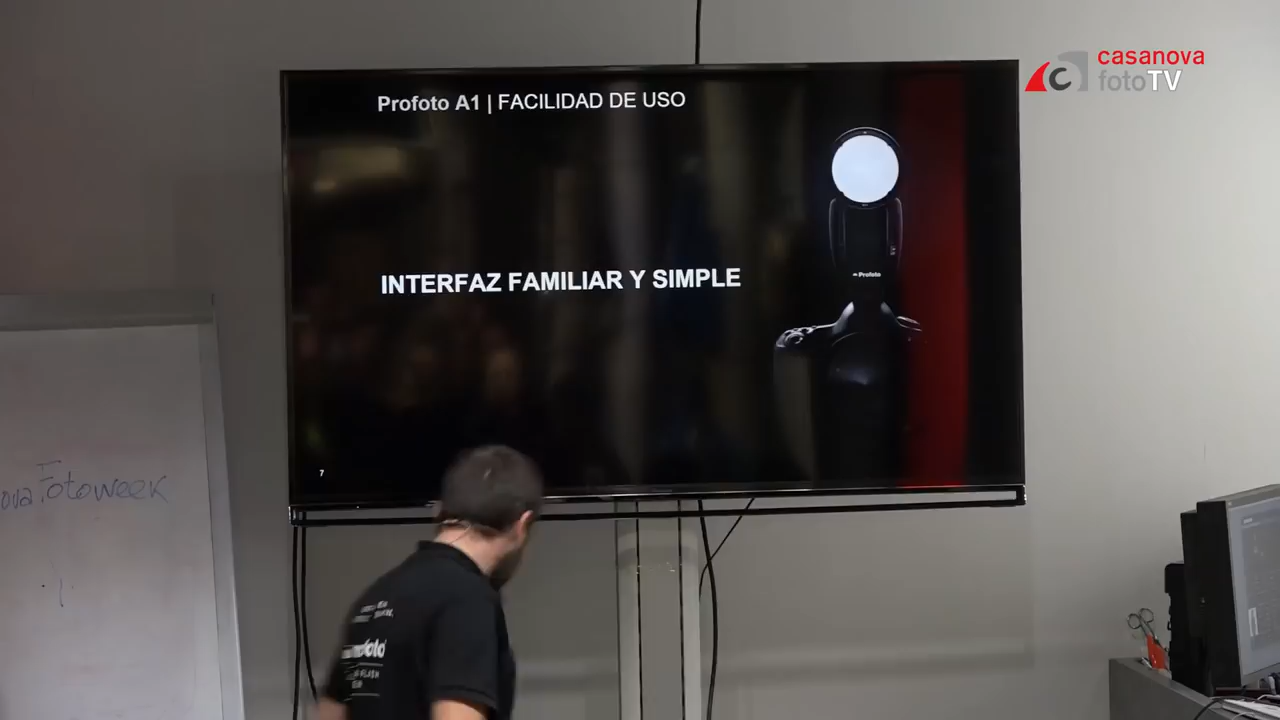 casanova
fotoTV
Profoto A1 | FACILIDAD DE USO
Profoto
INTERFAZ FAMILIAR Y SIMPLE
7
Fotoweek